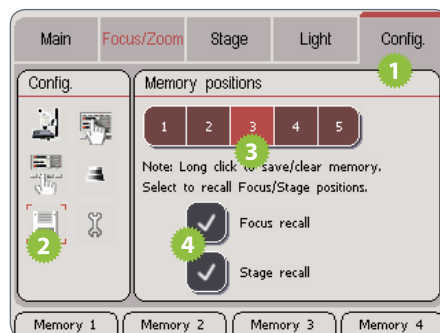 Main Focus/Zoom Stage Light Config.
1
Config. Memory positions
1 2 3 4 5
3
Note: Long click to save/clear memory.
Select to recall Focus/Stage positions.
2
4
Focus recall
Stage recall
Memory 1 Memory 2 Memory 3 Memory 4